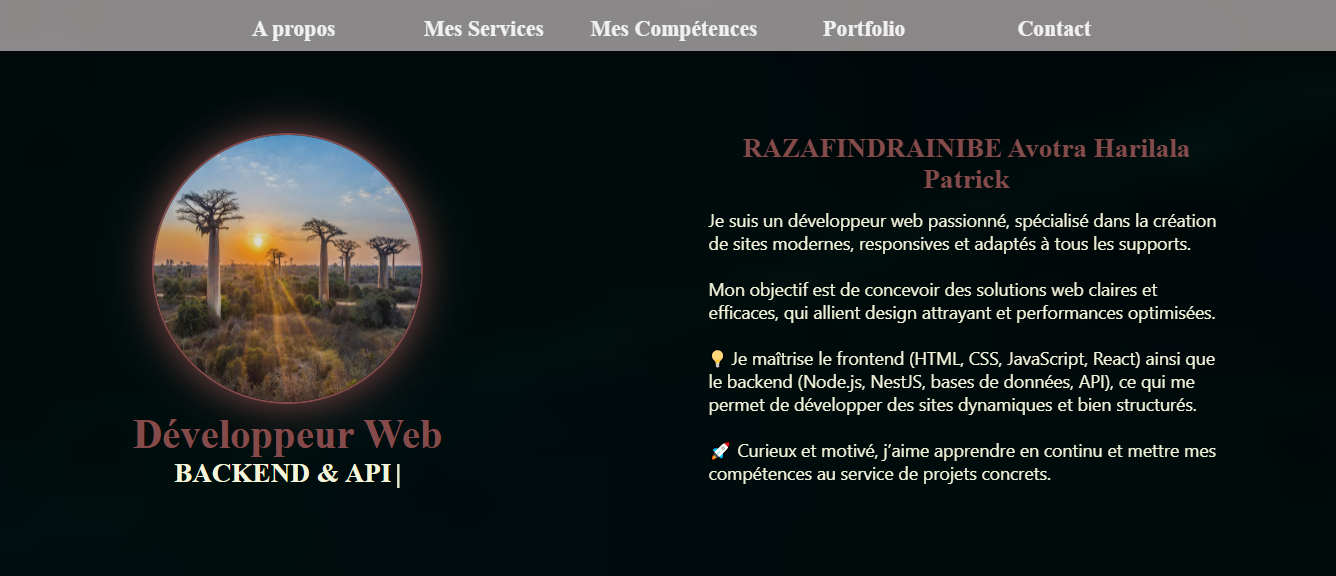 A propos Mes Services Mes Compétences Portfolio Contact
Développeur Web
BACKEND & API|
RAZAFINDRAINIBE Avotra Harilala
Patrick
Je suis un développeur web passionné, spécialisé dans la création
de sites modernes, responsives et adaptés à tous les supports.
Mon objectif est de concevoir des solutions web claires et
efficaces, qui allient design attrayant et performances optimisées.
💡 Je maîtrise le frontend (HTML, CSS, JavaScript, React) ainsi que
le backend (Node.js, NestJS, bases de données, API), ce qui me
permet de développer des sites dynamiques et bien structurés.
🚀 Curieux et motivé, j’aime apprendre en continu et mettre mes
compétences au service de projets concrets.